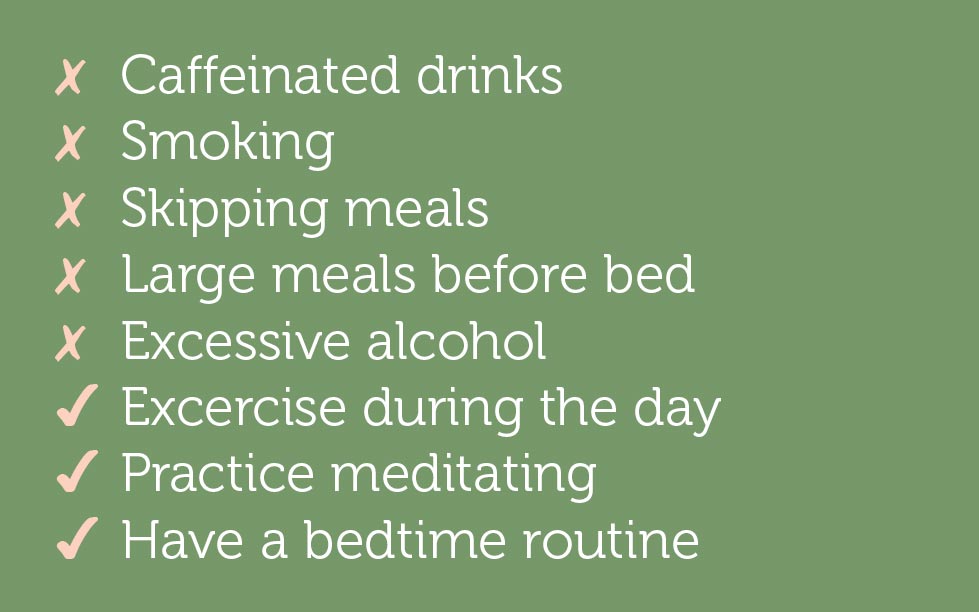 ✗ Caffeinated drinks
✗ Smoking
✗ Skipping meals
✗ Large meals before bed
✗ Excessive alcohol
✓ Excercise during the day
✓ Practice meditating
✓ Have a bedtime routine